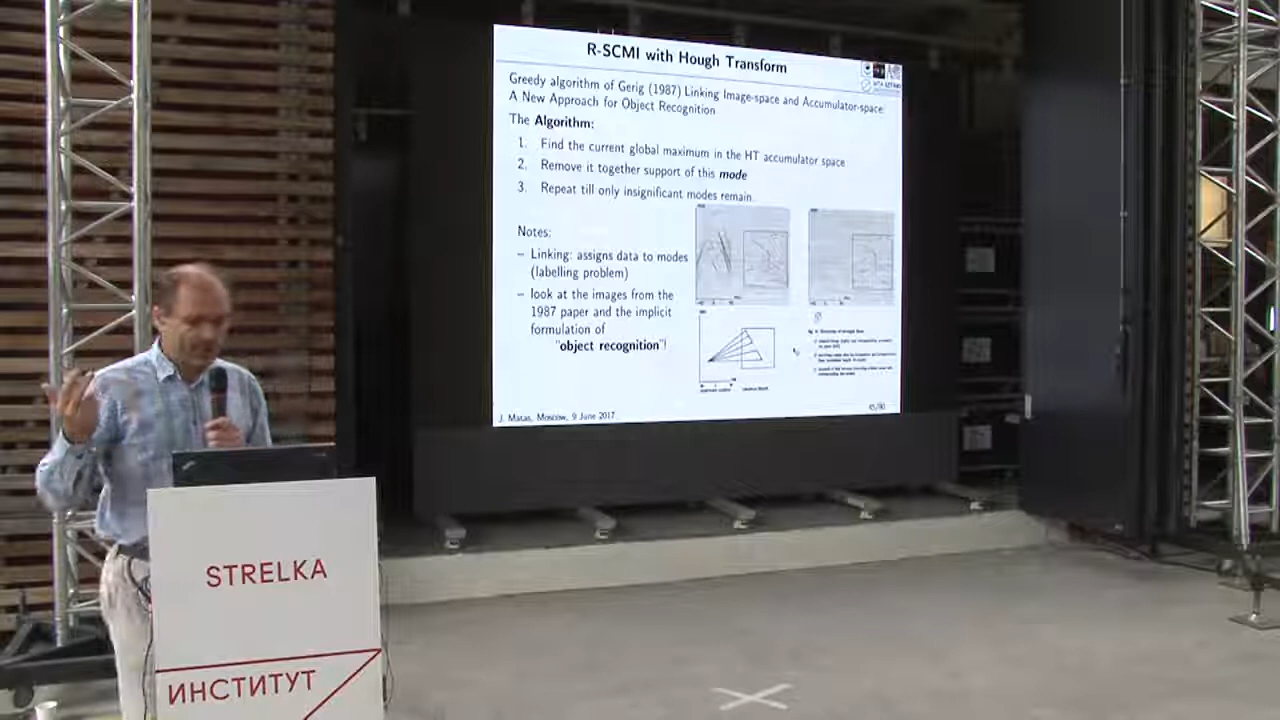 R-SCMI with Hough Transform
Greedy algorithm of Gerig (1987) Linking Image-space and Accumulator-space:
A New Approach for Object Recognition
The Algorithm:
1. Find the current global maximum in the HT accumulator space
2. Remove it together support of this mode
3. Repeat till only insignificant modes remain.
Notes:
– Linking: assigns data to modes
(labelling problem)
– look at the images from the
1987 paper and the implicit
formulation of
"object recognition"!
J. Matas, Moscow, 9 June 2017
45/90
STRELKA
ИНСТИТУТ